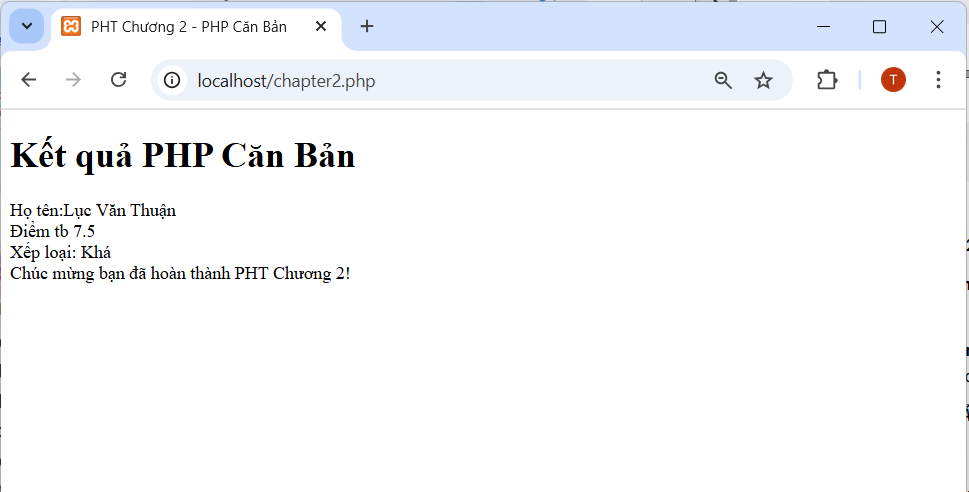 PHT Chương 2 - PHP Căn Bản
localhost/chapter2.php
T
Kết quả PHP Căn Bản
Họ tên:Lục Văn Thuận
Điểm tb 7.5
Xếp loại: Khá
Chúc mừng bạn đã hoàn thành PHT Chương 2!